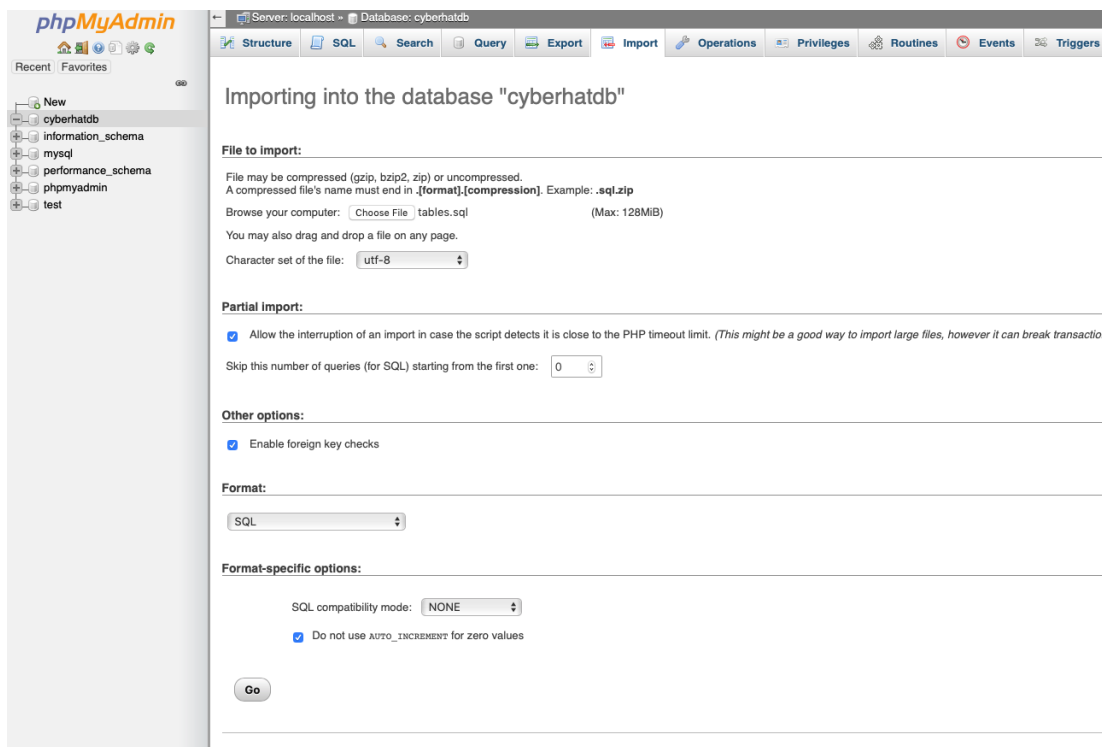 phpMyAdmin
Recent Favorites
New
cyberhatdb
information_schema
mysql
performance_schema
phpmyadmin
test
Server: localhost » Database: cyberhatdb
Structure SQL Search Query Export Import Operations Privileges Routines Events Triggers
Importing into the database "cyberhatdb"
File to import:
File may be compressed (gzip, bzip2, zip) or uncompressed.
A compressed file's name must end in .[format].[compression]. Example: .sql.zip
Browse your computer: Choose File tables.sql (Max: 128MiB)
You may also drag and drop a file on any page.
Character set of the file: utf-8
Partial import:
Allow the interruption of an import in case the script detects it is close to the PHP timeout limit. (This might be a good way to import large files, however it can break transactio
Skip this number of queries (for SQL) starting from the first one: 0
Other options:
Enable foreign key checks
Format:
SQL
Format-specific options:
SQL compatibility mode: NONE
Do not use AUTO_INCREMENT for zero values
Go